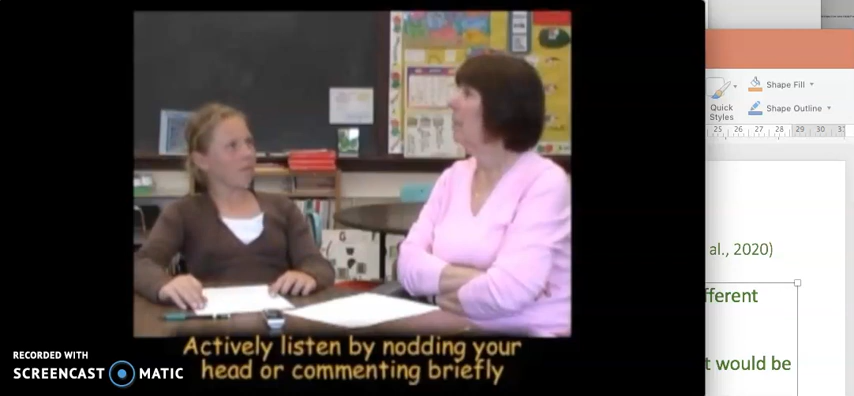 Actively listen by nodding your
head or commenting briefly
RECORDED WITH
SCREENCAST MATIC
Quick
Styles
Shape Fill
Shape Outline
25 26 27 28 29 30
al., 2020)
fferent
t would be